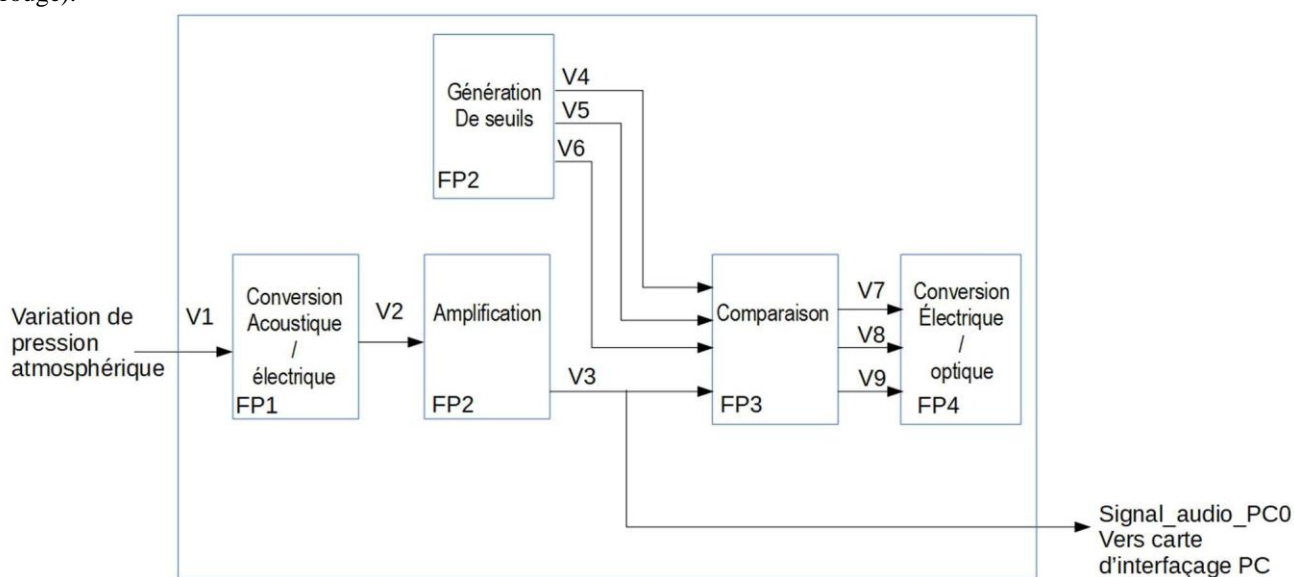 ouge).
Génération
De seuils
FP2
V4
V5
V6
Variation de
pression
atmosphérique
V1
Conversion
Acoustique
/
électrique
FP1
V2
Amplification
FP2
V3
Comparaison
FP3
V7
V8
V9
Conversion
Électrique
/
optique
FP4
Signal_audio_PC0
Vers carte
d'interfaçage PC